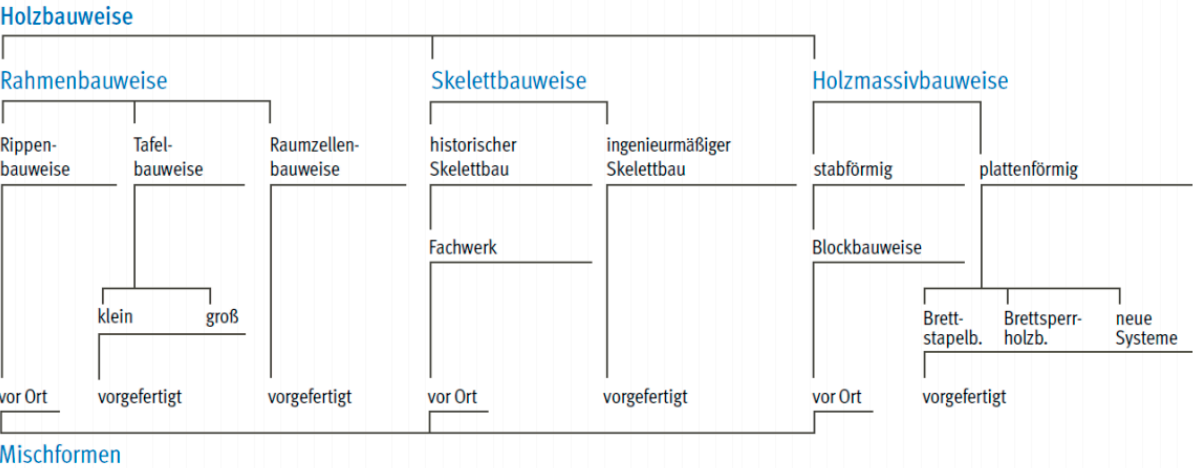 Holzbauweise
Rahmenbauweise
Skelettbauweise
Holzmassivbauweise
Rippen-
bauweise
Tafel-
bauweise
Raumzellen-
bauweise
historischer
Skelettbau
ingenieurmäßiger
Skelettbau
stabförmig
plattenförmig
Fachwerk
Blockbauweise
klein
groß
Brett-
stapelb.
Brettsperr-
holzb.
neue
Systeme
vor Ort
vorgefertigt
vorgefertigt
vor Ort
vorgefertigt
vor Ort
vorgefertigt
Mischformen